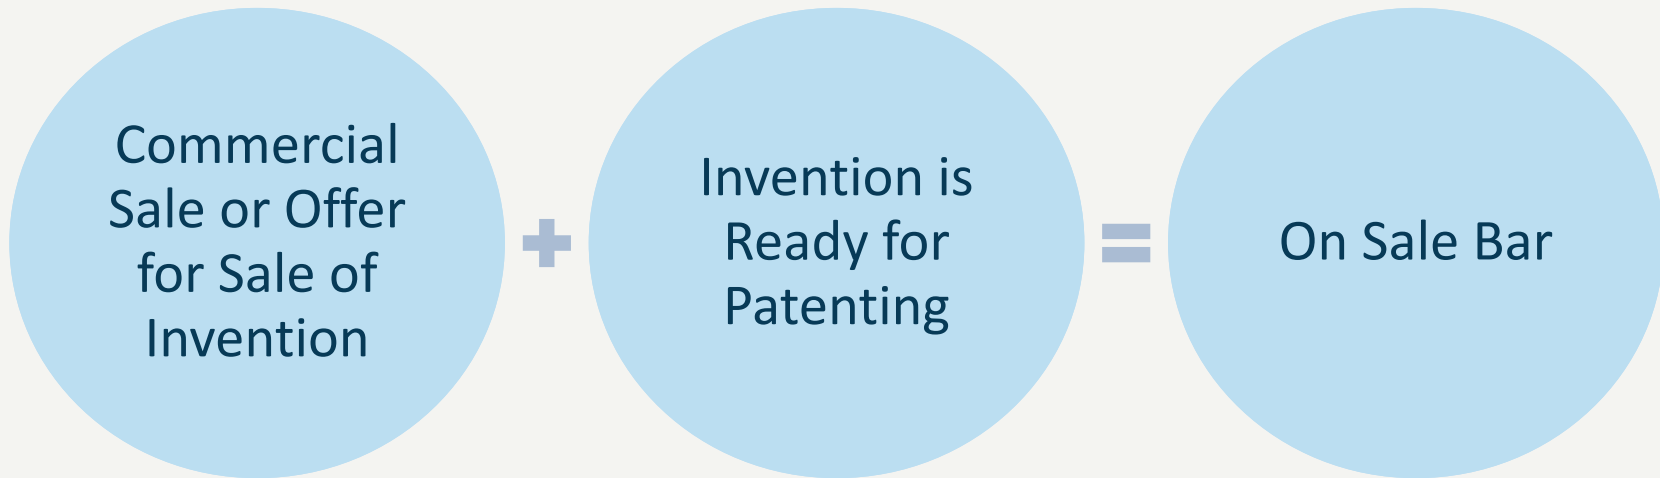 Commercial
Sale or Offer
for Sale of
Invention
Invention is
Ready for
Patenting
On Sale Bar